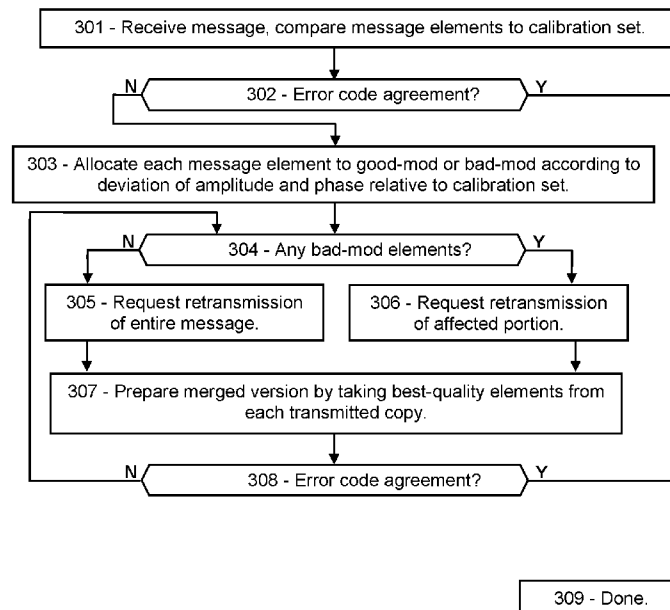 301 - Receive message, compare message elements to calibration set.
N
302 - Error code agreement?
Y
303 - Allocate each message element to good-mod or bad-mod according to
deviation of amplitude and phase relative to calibration set.
N
304 - Any bad-mod elements?
Y
305 - Request retransmission
of entire message.
306 - Request retransmission
of affected portion.
307 - Prepare merged version by taking best-quality elements from
each transmitted copy.
N
308 - Error code agreement?
Y
309 - Done.